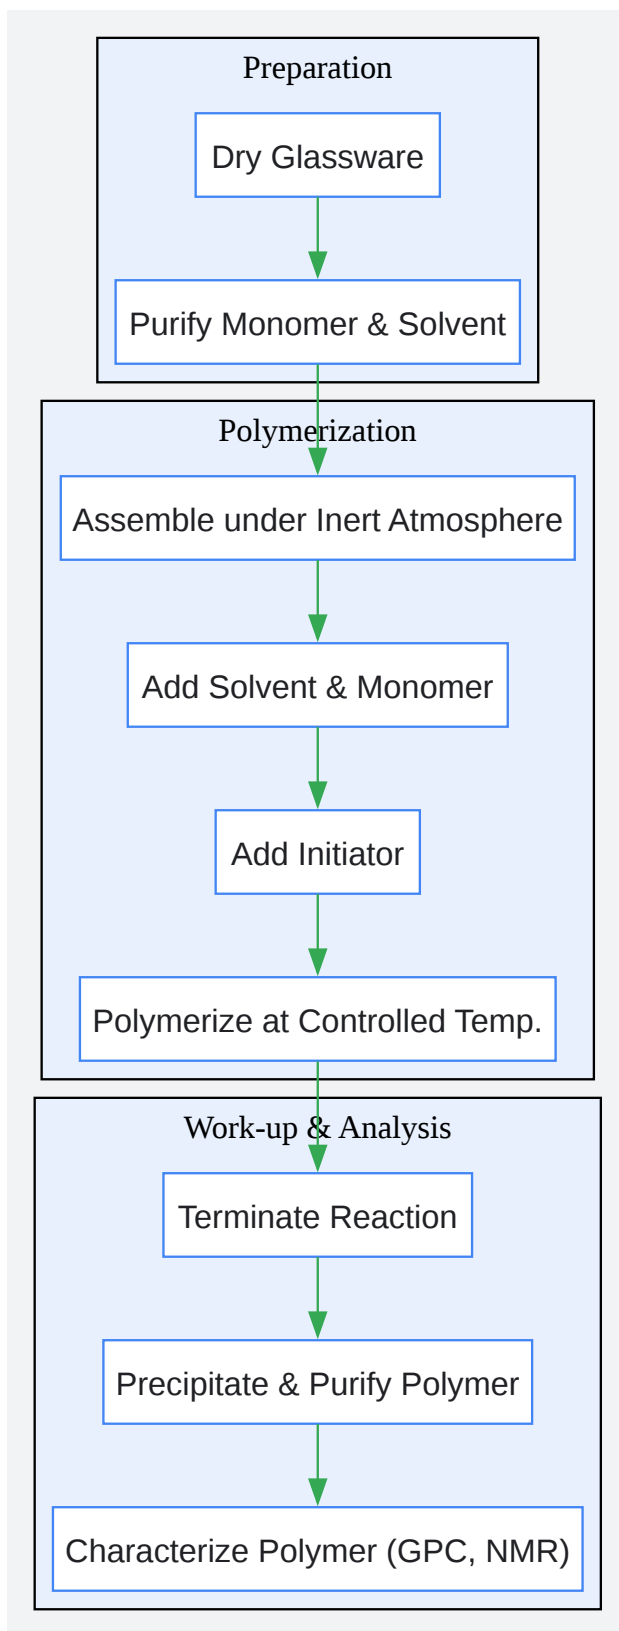 Preparation
Dry Glassware
Purify Monomer & Solvent
Polymerization
Assemble under Inert Atmosphere
Add Solvent & Monomer
Add Initiator
Polymerize at Controlled Temp.
Work-up & Analysis
Terminate Reaction
Precipitate & Purify Polymer
Characterize Polymer (GPC, NMR)